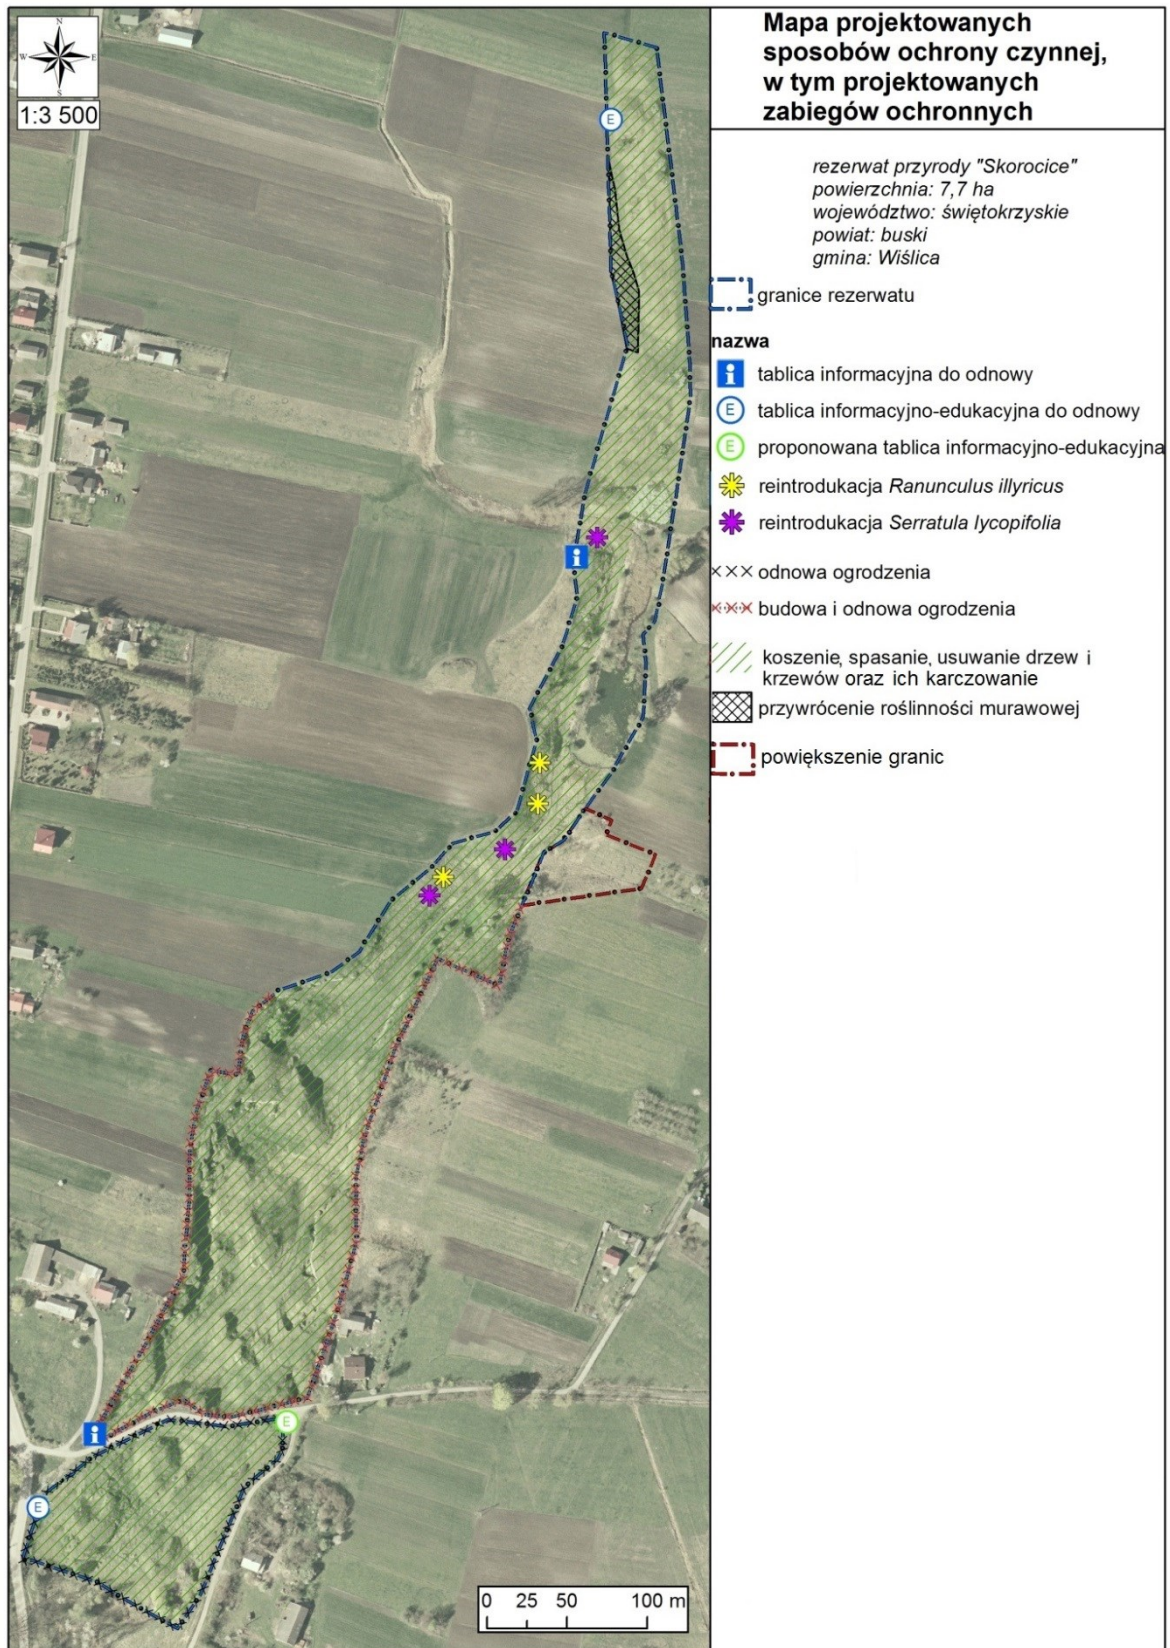 N
W E
S
1:3 500
Mapa projektowanych
sposobów ochrony czynnej,
w tym projektowanych
zabiegów ochronnych
rezerwat przyrody "Skorocice"
powierzchnia: 7,7 ha
województwo: świętokrzyskie
powiat: buski
gmina: Wiślica
granice rezerwatu
nazwa
i tablica informacyjna do odnowy
E tablica informacyjno-edukacyjna do odnowy
E proponowana tablica informacyjno-edukacyjna
reintrodukacja Ranunculus illyricus
reintrodukacja Serratula lycopifolia
odnowa ogrodzenia
budowa i odnowa ogrodzenia
koszenie, spasanie, usuwanie drzew i
krzewów oraz ich karczowanie
przywrócenie roślinności murawowej
powiększenie granic
E
i
E
i
E
0 25 50 100 m